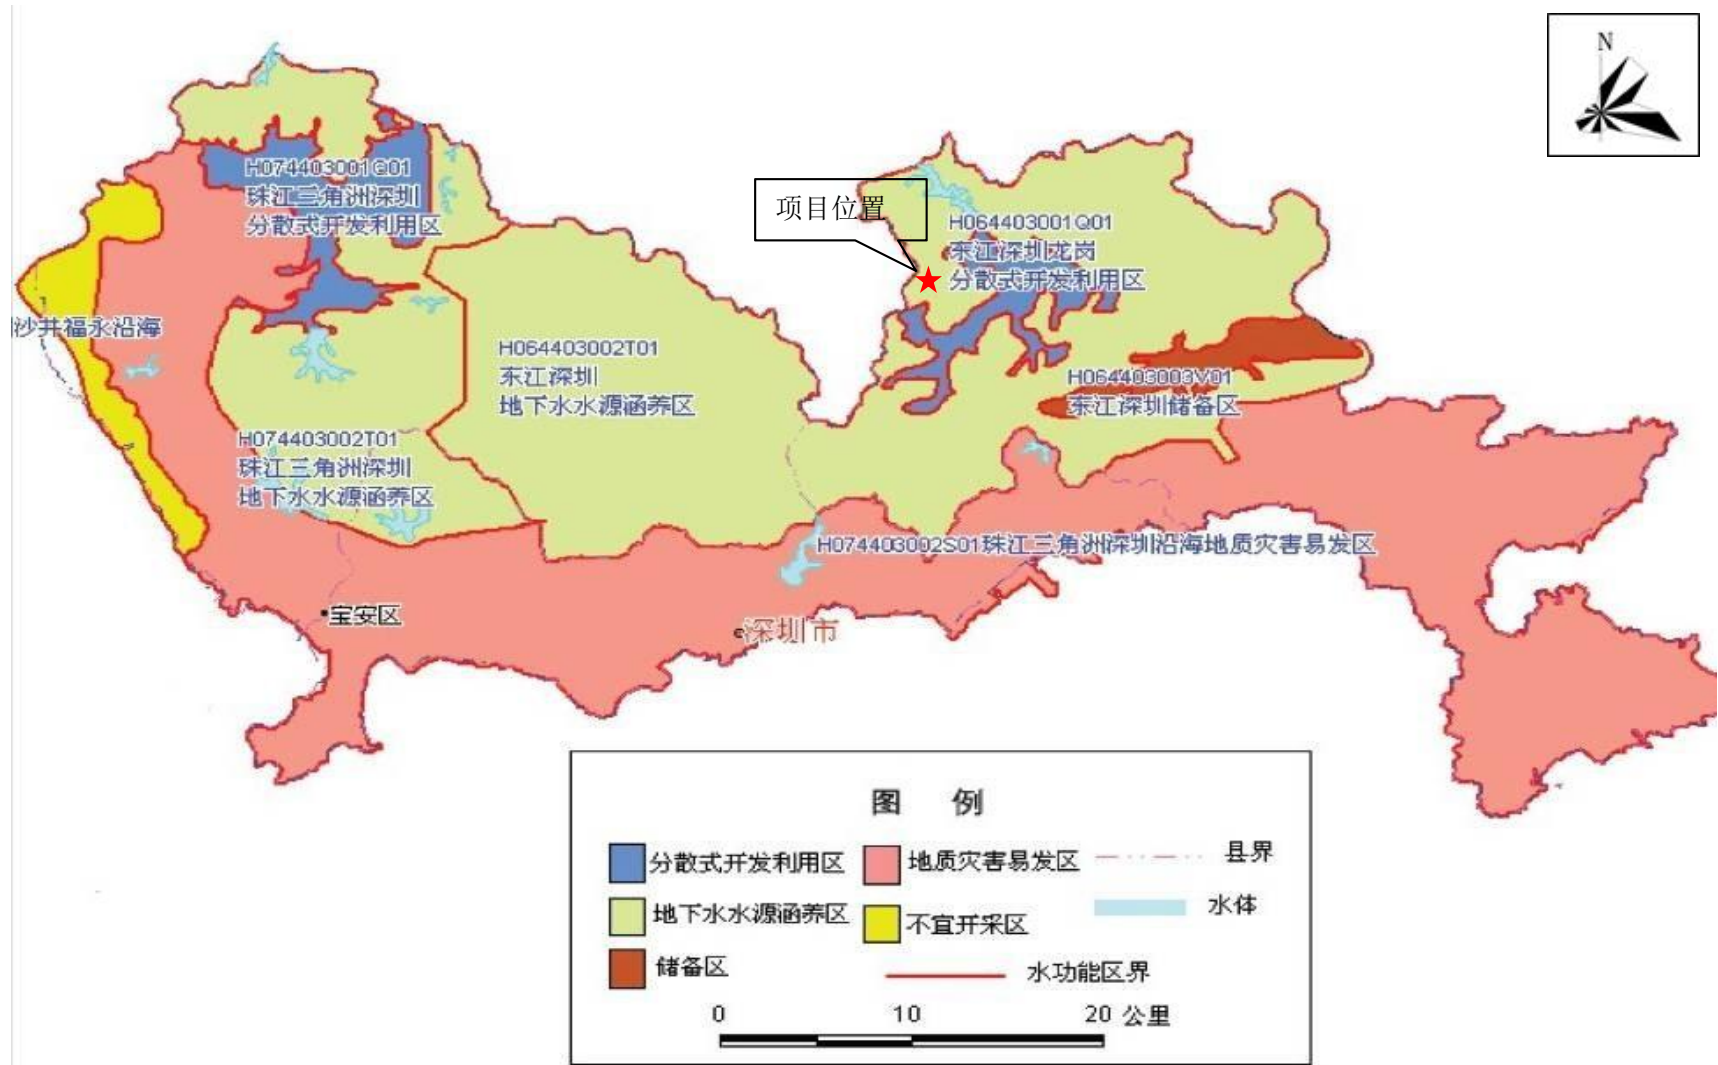 N
项目位置
H074403001Q01
珠江三角洲深圳
分散式开发利用区
H064403001Q01
东江深圳龙岗
分散式开发利用区
沙井福永沿海
H064403002T01
东江深圳
地下水水源涵养区
H064403003V01
东江深圳储备区
H074403002T01
珠江三角洲深圳
地下水水源涵养区
H074403002S01珠江三角洲深圳沿海地质灾害易发区
宝安区
深圳市
图 例
分散式开发利用区
地质灾害易发区
县界
地下水水源涵养区
不宜开采区
水体
储备区
水功能区界
0 10 20 公里